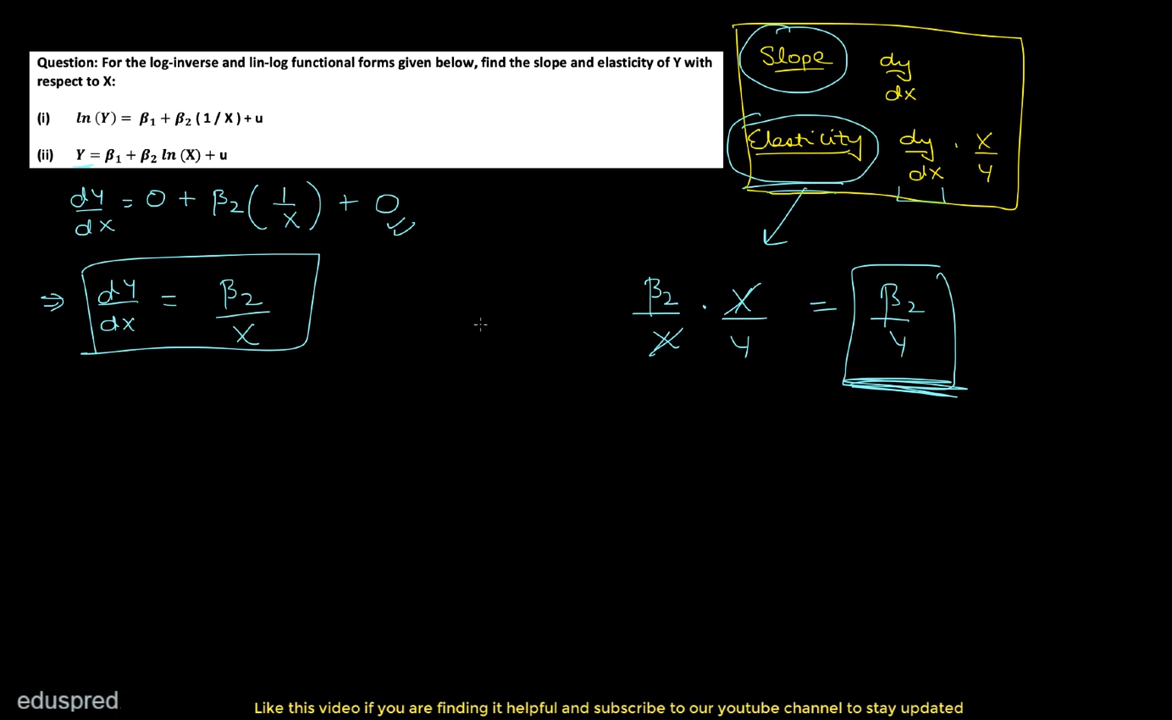 Question: For the log-inverse and lin-log functional forms given below, find the slope and elasticity of Y with
respect to X:
(i) ln (Y) = β₁ + β₂ ( 1 / X ) + u
(ii) Y = β₁ + β₂ ln (X) + u
Slope dy/dx
Elasticity dy/dx . X/Y
dY/dX = 0 + β₂ (1/X) + 0
⇒ dY/dX = β₂/X
β₂/X . X/Y = β₂/Y
eduspred
Like this video if you are finding it helpful and subscribe to our youtube channel to stay updated